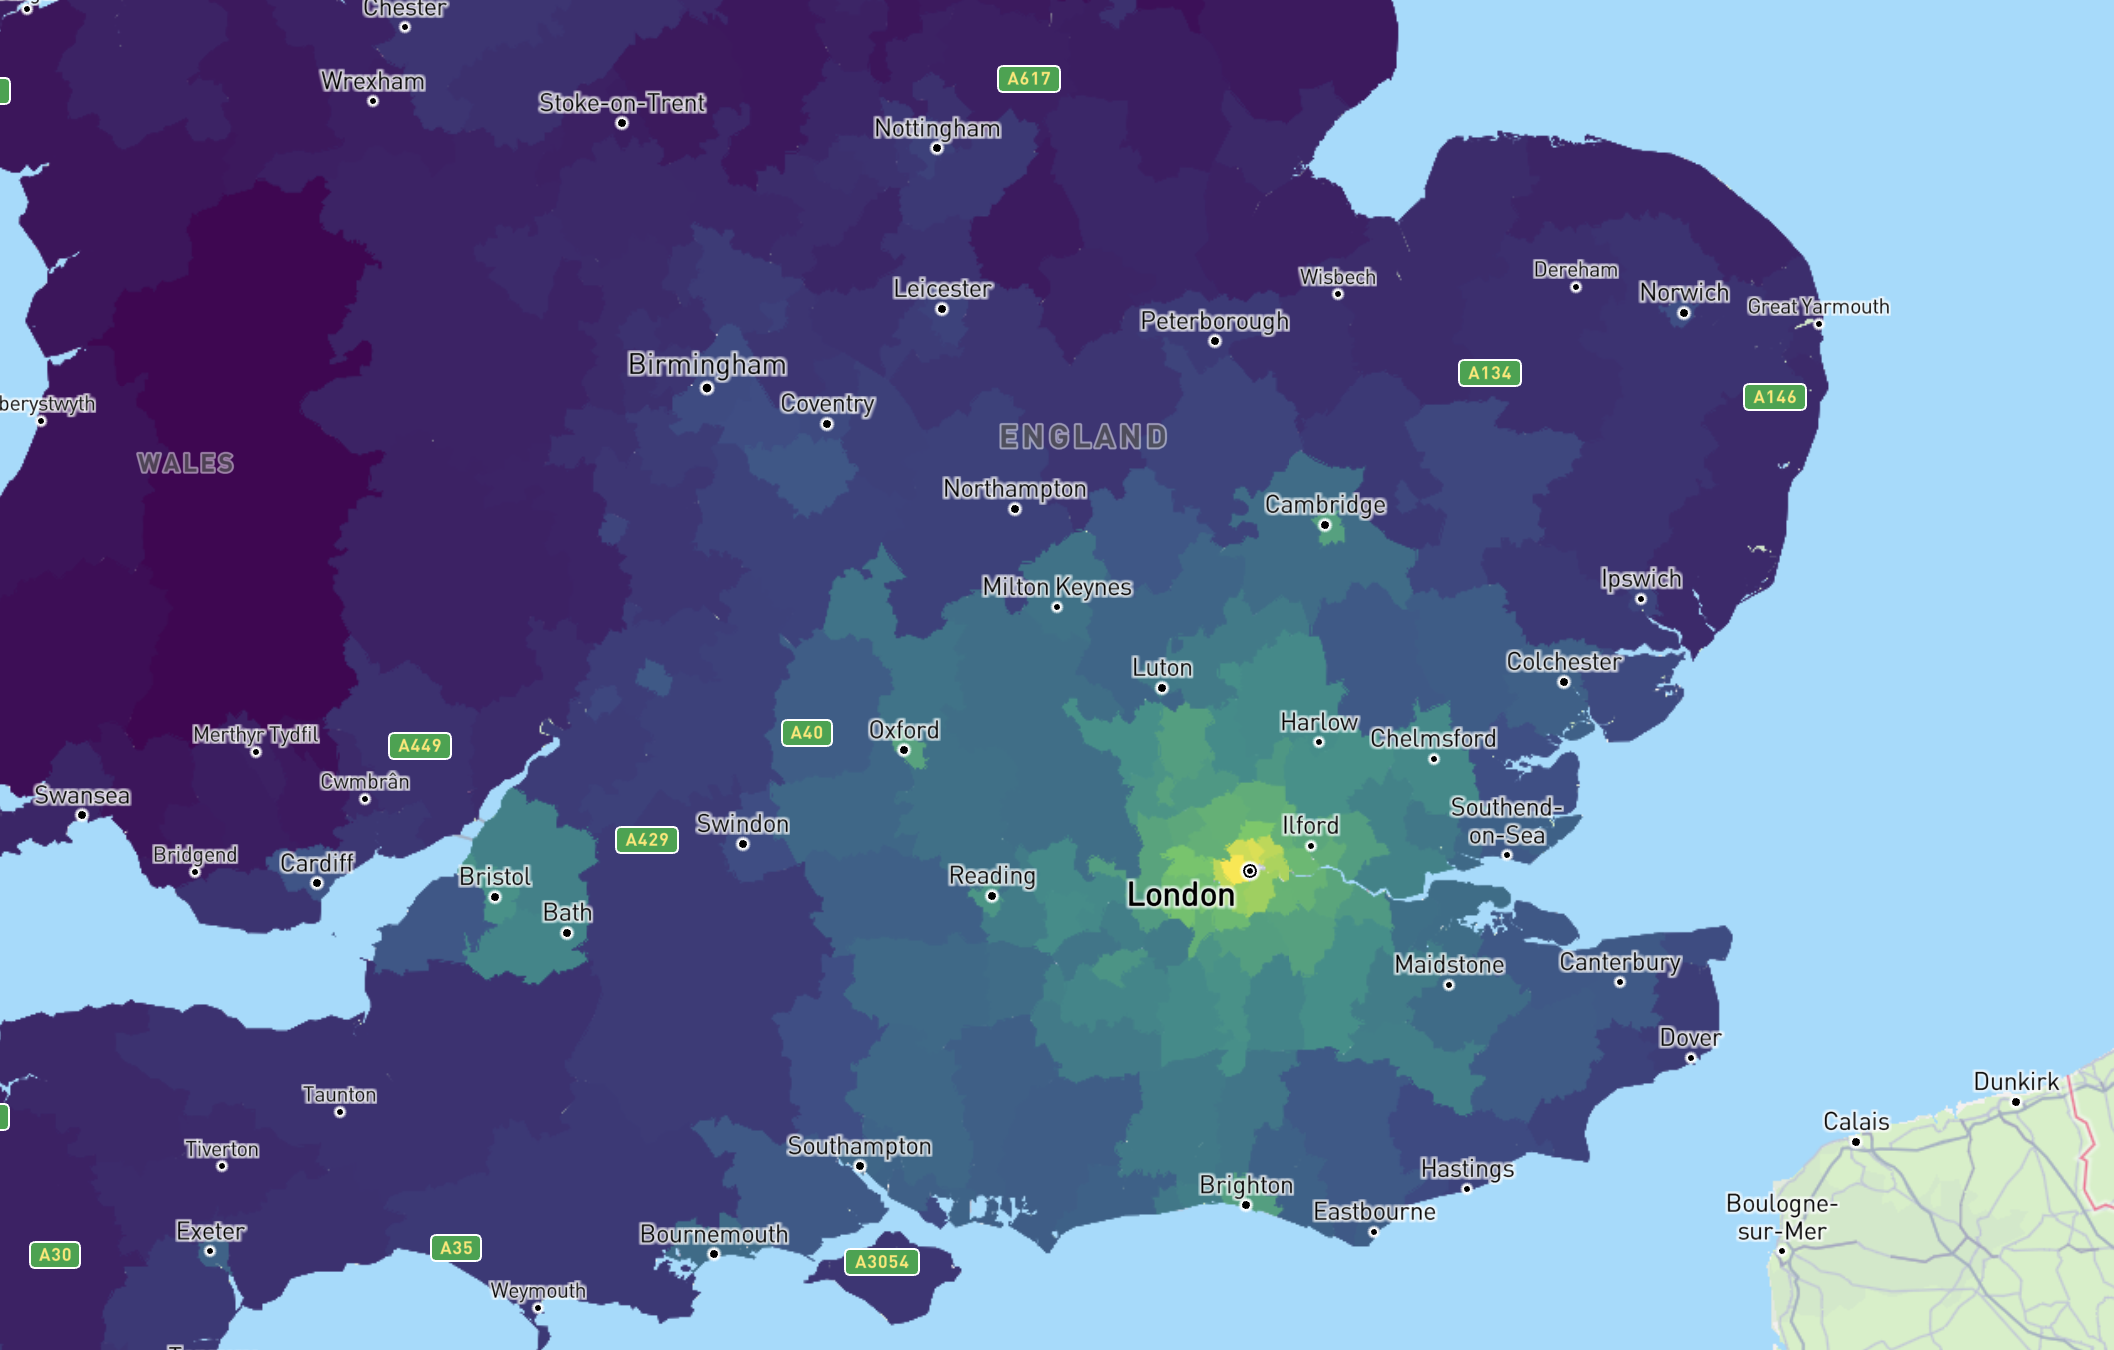 Chester
Wrexham
Stoke-on-Trent
A617
Nottingham
Leicester
Wisbech
Dereham
Norwich
Great Yarmouth
Peterborough
Birmingham
A134
A146
Coventry
berystwyth
ENGLAND
WALES
Northampton
Cambridge
Milton Keynes
Ipswich
Luton
Colchester
Harlow
Chelmsford
Oxford
A40
Merthyr Tydfil
A449
Cwmbrân
Swansea
Swindon
A429
Southend-
on-Sea
Ilford
Bridgend
Cardiff
Bristol
Reading
London
Bath
Maidstone
Canterbury
Dover
Dunkirk
Taunton
Calais
Tiverton
Southampton
Hastings
Brighton
Eastbourne
Boulogne-
sur-Mer
Exeter
Bournemouth
A30
A35
A3054
Weymouth